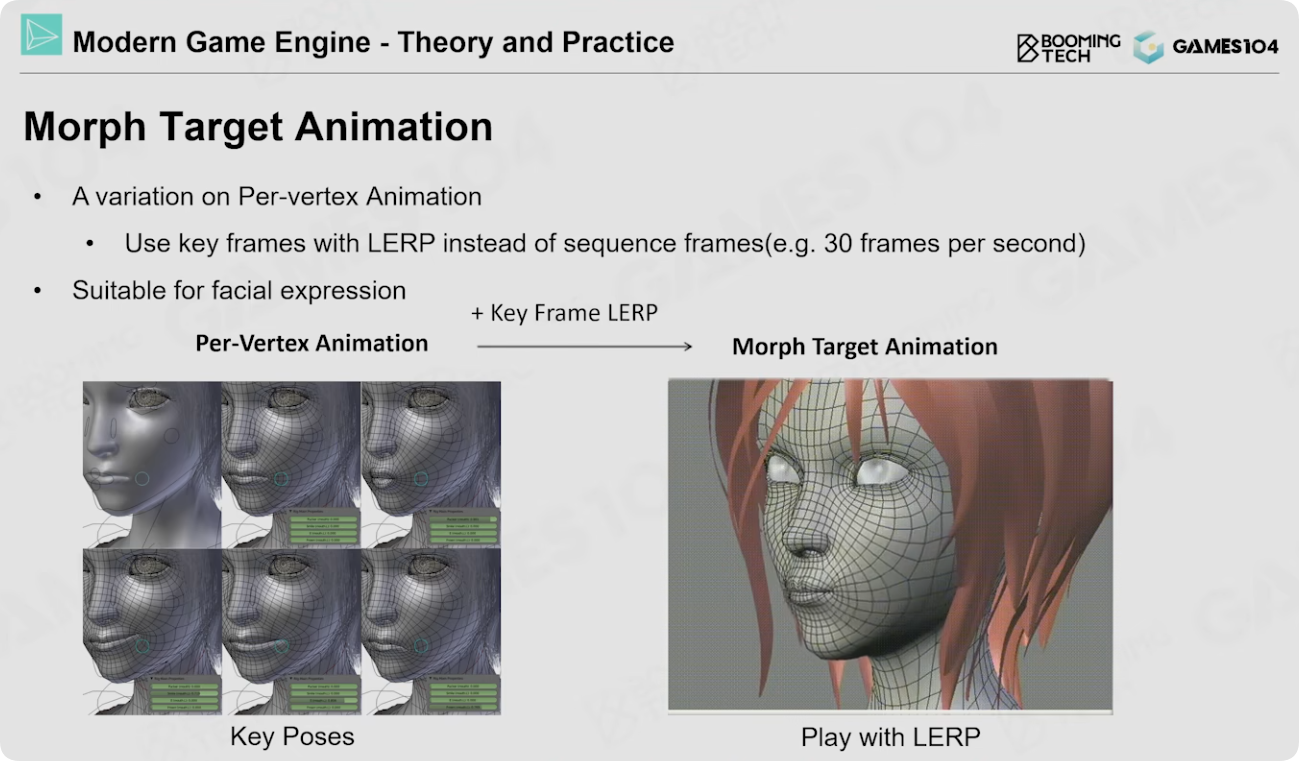 Modern Game Engine - Theory and Practice
BOOMING
TECH
GAMES104
Morph Target Animation
• A variation on Per-vertex Animation
• Use key frames with LERP instead of sequence frames(e.g. 30 frames per second)
• Suitable for facial expression
+ Key Frame LERP
Per-Vertex Animation
Morph Target Animation
Key Poses
Play with LERP